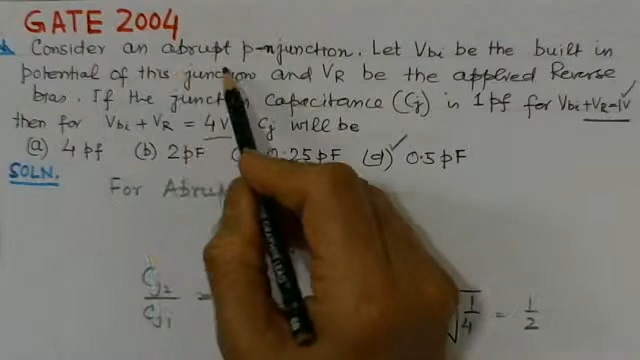 GATE 2004
Consider an abrupt p-n junction. Let Vbi be the built in
potential of this junction and VR be the applied Reverse
bias. If the junction Capacitance (Cj) is 1 pf for Vbi+VR=1V
then for Vbi + VR = 4V Cj will be
(a) 4 pf (b) 2 pF 0.25 pF (d) 0.5 pF
SOLN.
For Abrup
Cj2 / Cj1 = √1/4 = 1/2